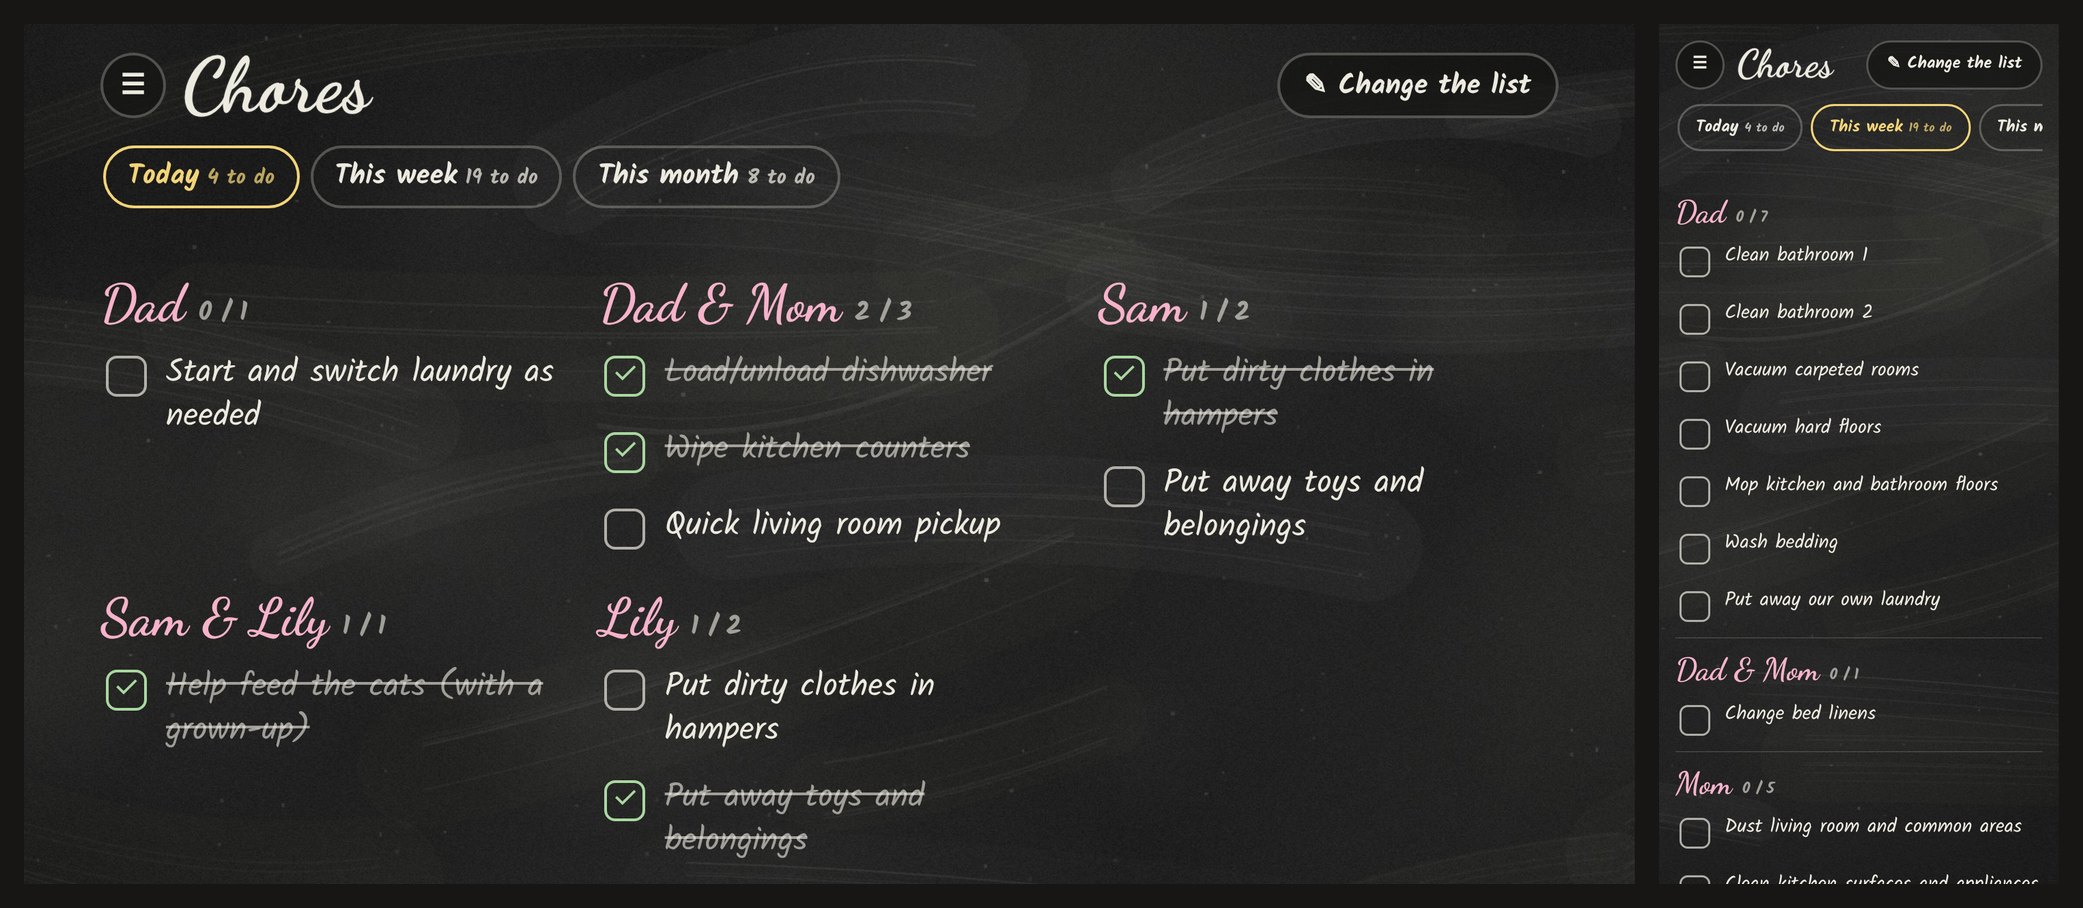 ☰ Chores
✎ Change the list
Today 4 to do
This week 19 to do
This month 8 to do
Dad 0/1
Start and switch laundry as
needed
Dad & Mom 2/3
Load/unload dishwasher
Wipe kitchen counters
Quick living room pickup
Sam 1/2
Put dirty clothes in
hampers
Put away toys and
belongings
Sam & Lily 1/1
Help feed the cats (with a
grown-up)
Lily 1/2
Put dirty clothes in
hampers
Put away toys and
belongings
☰ Chores
✎ Change the list
Today 4 to do
This week 19 to do
This
Dad 0/7
Clean bathroom 1
Clean bathroom 2
Vacuum carpeted rooms
Vacuum hard floors
Mop kitchen and bathroom floors
Wash bedding
Put away our own laundry
Dad & Mom 0/1
Change bed linens
Mom 0/5
Dust living room and common areas
Clean kitchen surfaces and appliances